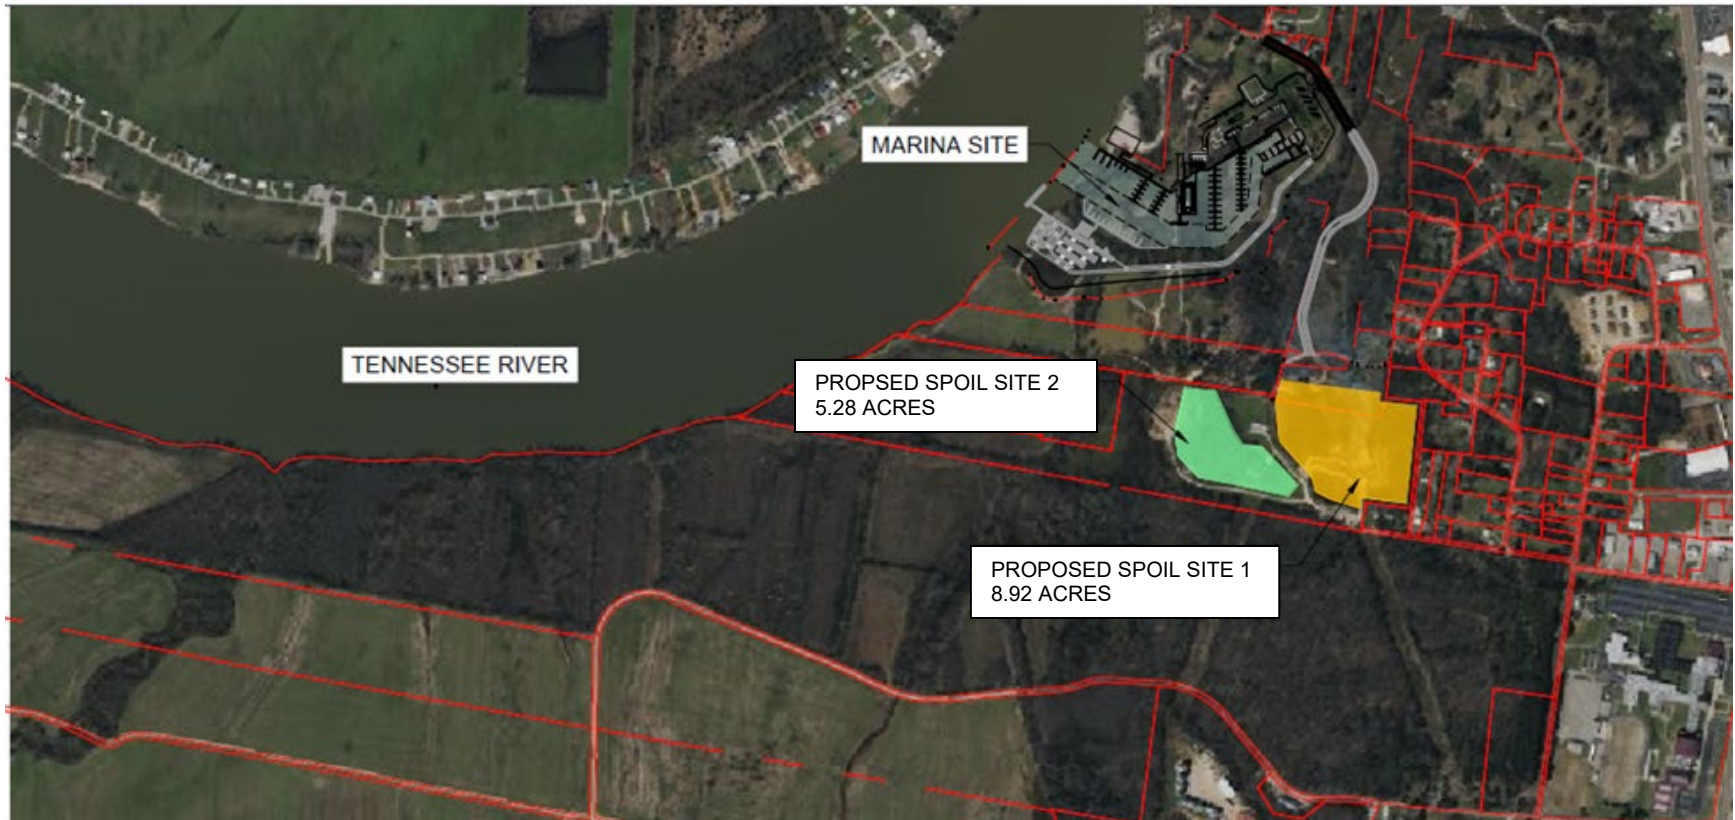 MARINA SITE
TENNESSEE RIVER
PROPSED SPOIL SITE 2
5.28 ACRES
PROPOSED SPOIL SITE 1
8.92 ACRES